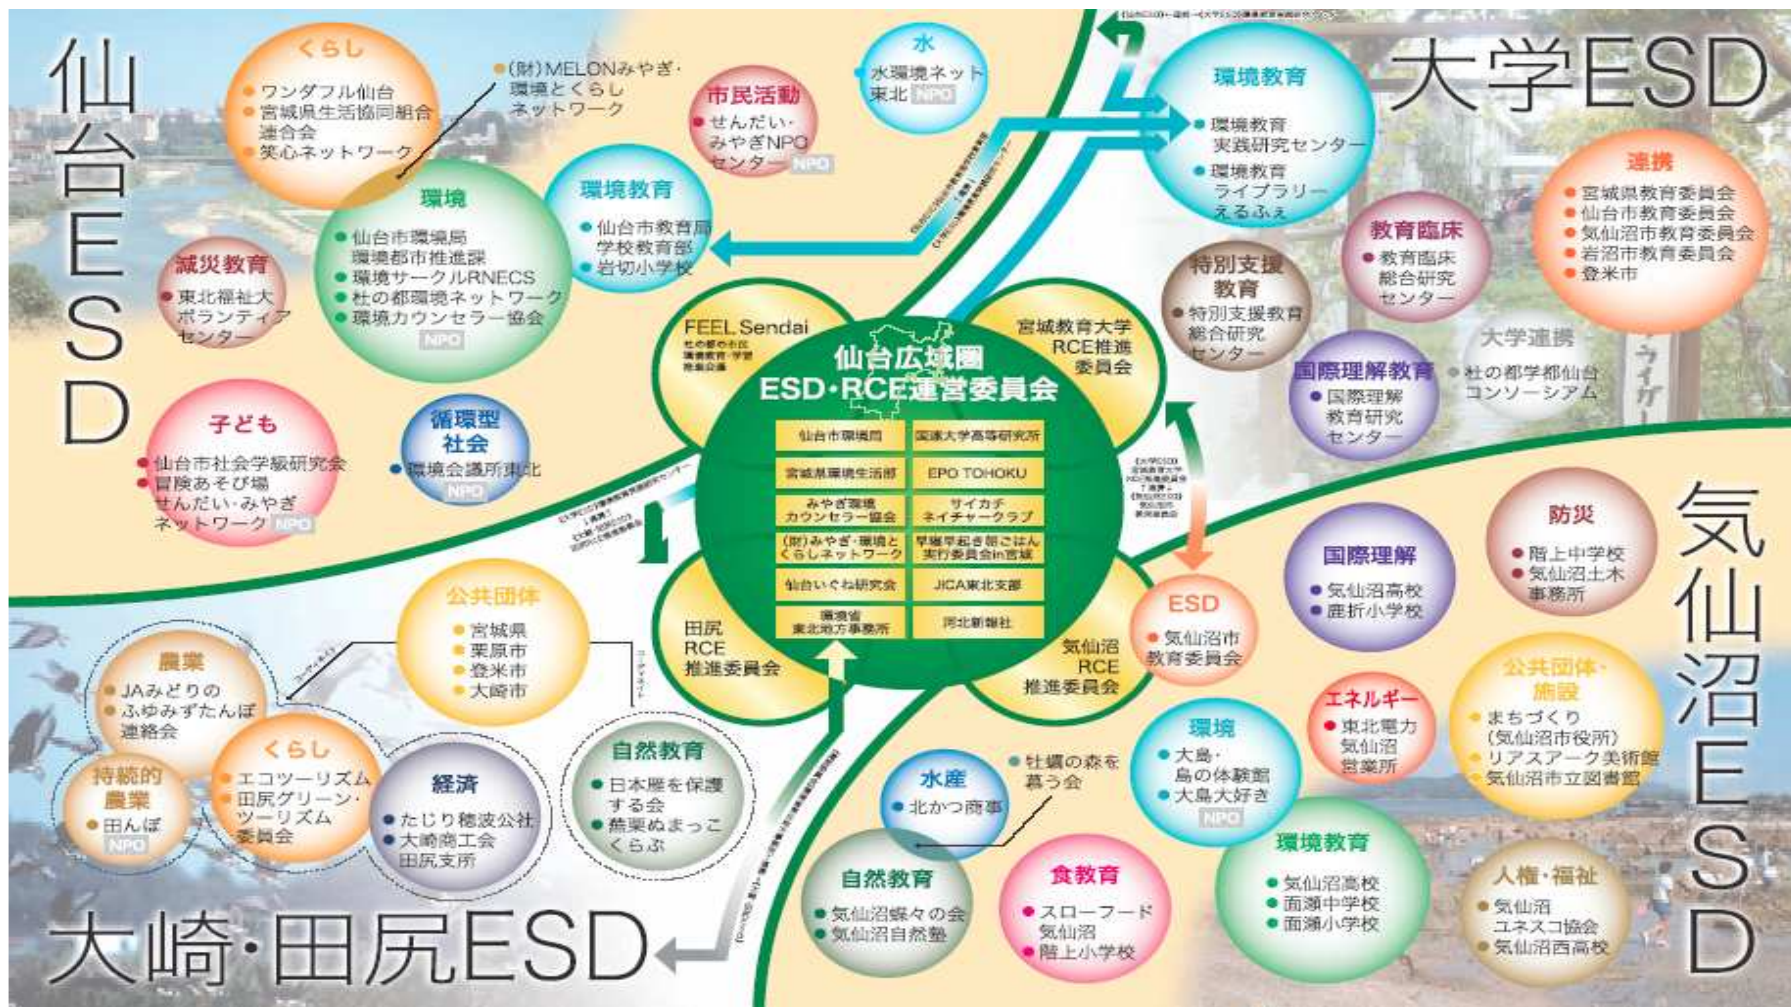 仙台ESD
くらし
ワンダフル仙台
宮城県生活協同組合
連合会
笑心ネットワーク
(財)MELONみやぎ・
環境とくらし
ネットワーク
市民活動
せんだい・
みやぎNPO
センター NPO
水
水環境ネット
東北 NPO
環境
仙台市環境局
環境都市推進課
環境サークルRNECS
杜の都環境ネットワーク
環境カウンセラー協会
NPO
環境教育
仙台市教育局
学校教育部
岩切小学校
減災教育
東北福祉大
ボランティア
センター
子ども
仙台市社会学級研究会
冒険あそび場
せんだい・みやぎ
ネットワーク NPO
循環型
社会
環境会議所東北
NPO
大学ESD
環境教育
環境教育
実践研究センター
環境教育
ライブラリー
えるふぇ
連携
宮城県教育委員会
仙台市教育委員会
気仙沼市教育委員会
岩沼市教育委員会
登米市
教育臨床
教育臨床
総合研究
センター
特別支援
教育
特別支援教育
総合研究
センター
国際理解教育
国際理解
教育研究
センター
大学連携
杜の都学都仙台
コンソーシアム
FEEL Sendai
杜の都の市民
環境教育・学習
推進会議
宮城教育大学
RCE推進
委員会
仙台広域圏
ESD・RCE運営委員会
仙台市環境局
国連大学高等研究所
宮城県環境生活部
EPO TOHOKU
みやぎ環境
カウンセラー協会
サイカチ
ネイチャークラブ
(財)みやぎ・環境と
くらしネットワーク
早寝早起き朝ごはん
実行委員会in宮城
仙台いぐね研究会
JICA東北支部
環境省
東北地方事務所
河北新報社
田尻
RCE
推進委員会
気仙沼
RCE
推進委員会
大崎・田尻ESD
公共団体
宮城県
栗原市
登米市
大崎市
コーディネイト
コーディネイト
農業
JAみどりの
ふゆみずたんぼ
連絡会
持続的
農業
田んぼ
NPO
くらし
エコツーリズム
田尻グリーン・
ツーリズム
委員会
経済
たじり穂波公社
大崎商工会
田尻支所
自然教育
日本雁を保護
する会
蕪栗ぬまっこ
くらぶ
気仙沼ESD
ESD
気仙沼市
教育委員会
国際理解
気仙沼高校
鹿折小学校
防災
階上中学校
気仙沼土木
事務所
エネルギー
東北電力
気仙沼
営業所
公共団体・
施設
まちづくり
(気仙沼市役所)
リアスアーク美術館
気仙沼市立図書館
環境
大島・
島の体験館
大島大好き
NPO
水産
北かつ商事
牡蠣の森を
慕う会
自然教育
気仙沼蝶々の会
気仙沼自然塾
食教育
スローフード
気仙沼
階上小学校
環境教育
気仙沼高校
面瀬中学校
面瀬小学校
人権・福祉
気仙沼
ユネスコ協会
気仙沼西高校